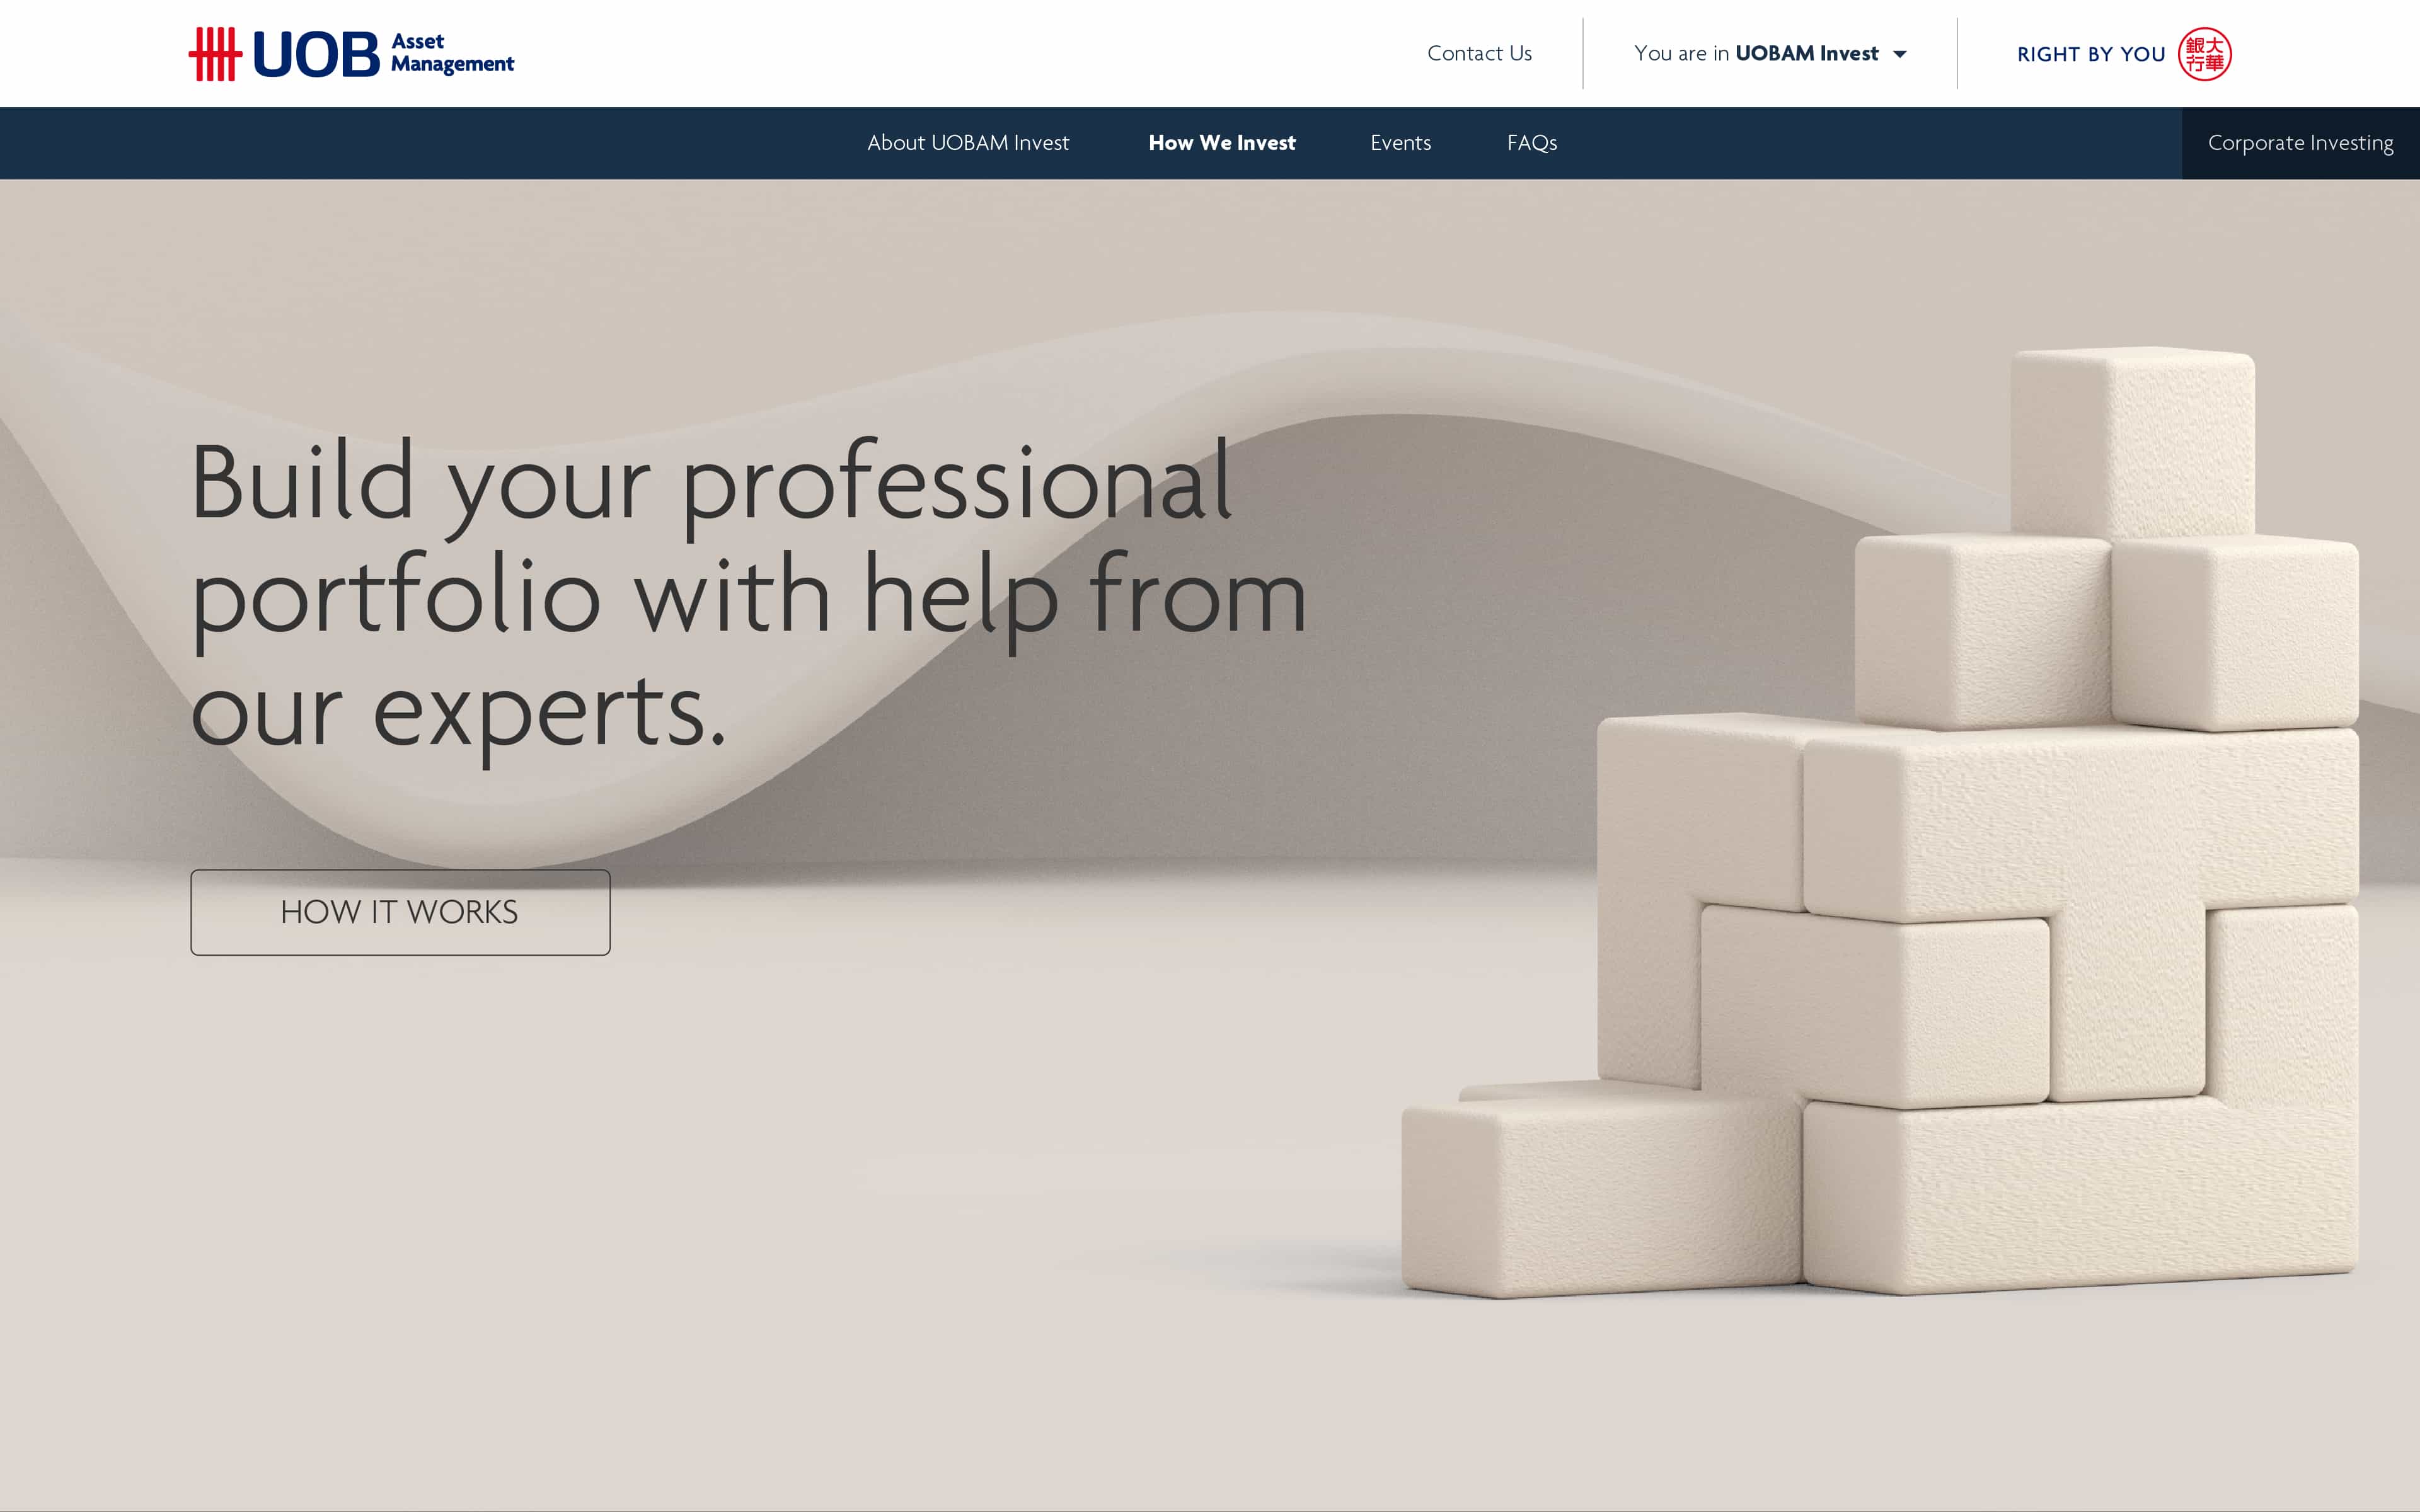 UOB Asset Management
Contact Us
You are in UOBAM Invest
RIGHT BY YOU
銀大
行華
About UOBAM Invest
How We Invest
Events
FAQs
Corporate Investing
Build your professional
portfolio with help from
our experts.
HOW IT WORKS